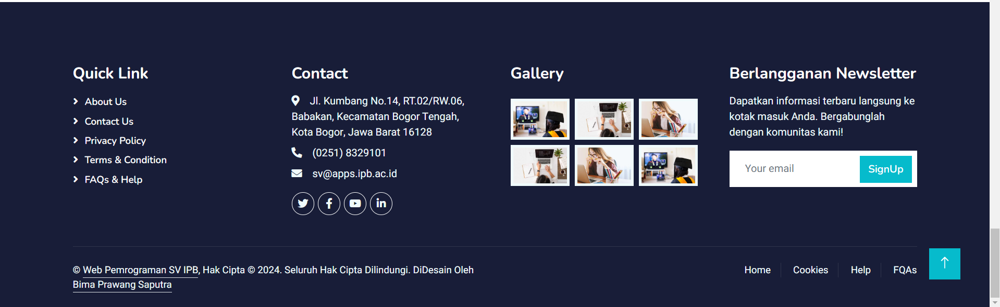 Quick Link
About Us
Contact Us
Privacy Policy
Terms & Condition
FAQs & Help
Contact
Jl. Kumbang No.14, RT.02/RW.06,
Babakan, Kecamatan Bogor Tengah,
Kota Bogor, Jawa Barat 16128
(0251) 8329101
sv@apps.ipb.ac.id
Gallery
Berlangganan Newsletter
Dapatkan informasi terbaru langsung ke
kotak masuk Anda. Bergabunglah
dengan komunitas kami!
Your email
SignUp
© Web Pemrograman SV IPB, Hak Cipta © 2024. Seluruh Hak Cipta Dilindungi. DiDesain Oleh
Bima Prawang Saputra
Home
Cookies
Help
FQAs